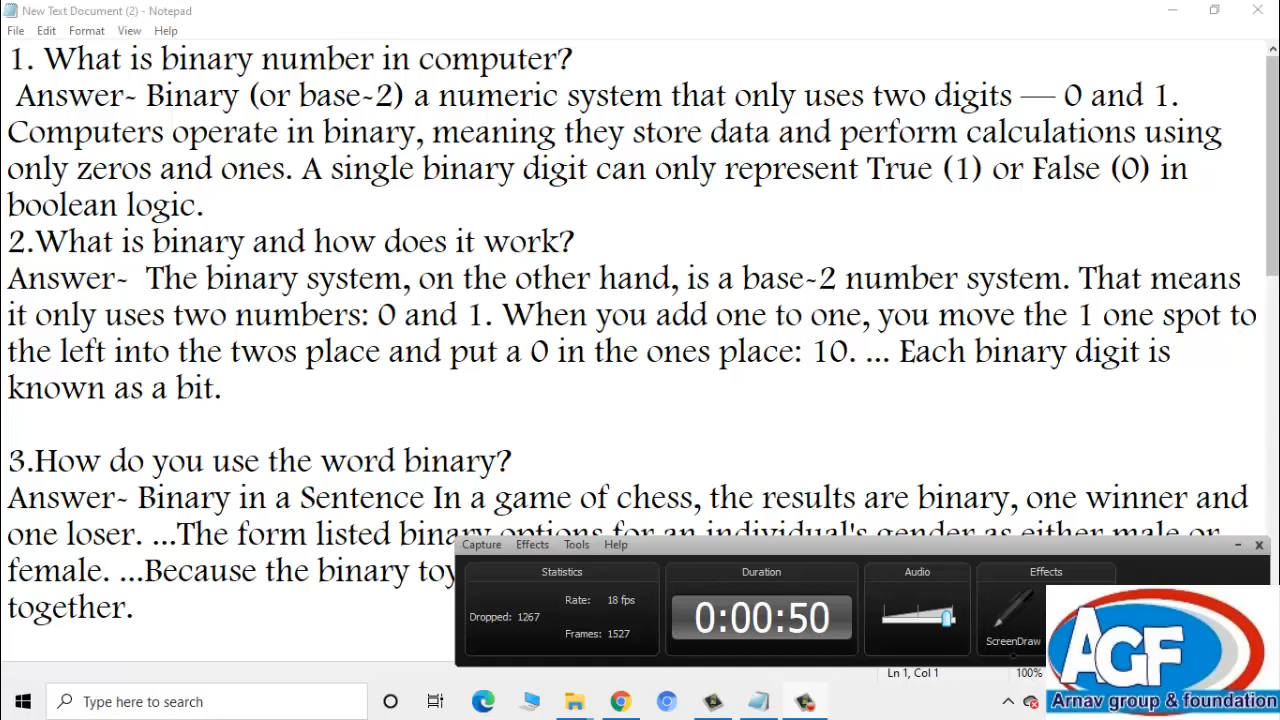 New Text Document (2) - Notepad
File Edit Format View Help
1. What is binary number in computer?
Answer- Binary (or base-2) a numeric system that only uses two digits — 0 and 1.
Computers operate in binary, meaning they store data and perform calculations using
only zeros and ones. A single binary digit can only represent True (1) or False (0) in
boolean logic.
2.What is binary and how does it work?
Answer- The binary system, on the other hand, is a base-2 number system. That means
it only uses two numbers: 0 and 1. When you add one to one, you move the 1 one spot to
the left into the twos place and put a 0 in the ones place: 10. ... Each binary digit is
known as a bit.
3.How do you use the word binary?
Answer- Binary in a Sentence In a game of chess, the results are binary, one winner and
one loser. ...The form listed binary options for an individual's gender as either male or
female. ...Because the binary toy
together.
Capture Effects Tools Help
Statistics Duration Audio Effects
Rate: 18 fps
Dropped: 1267
Frames: 1527
0:00:50
ScreenDraw
Ln 1, Col 1 100%
AGF
Arnav group & foundation
Type here to search